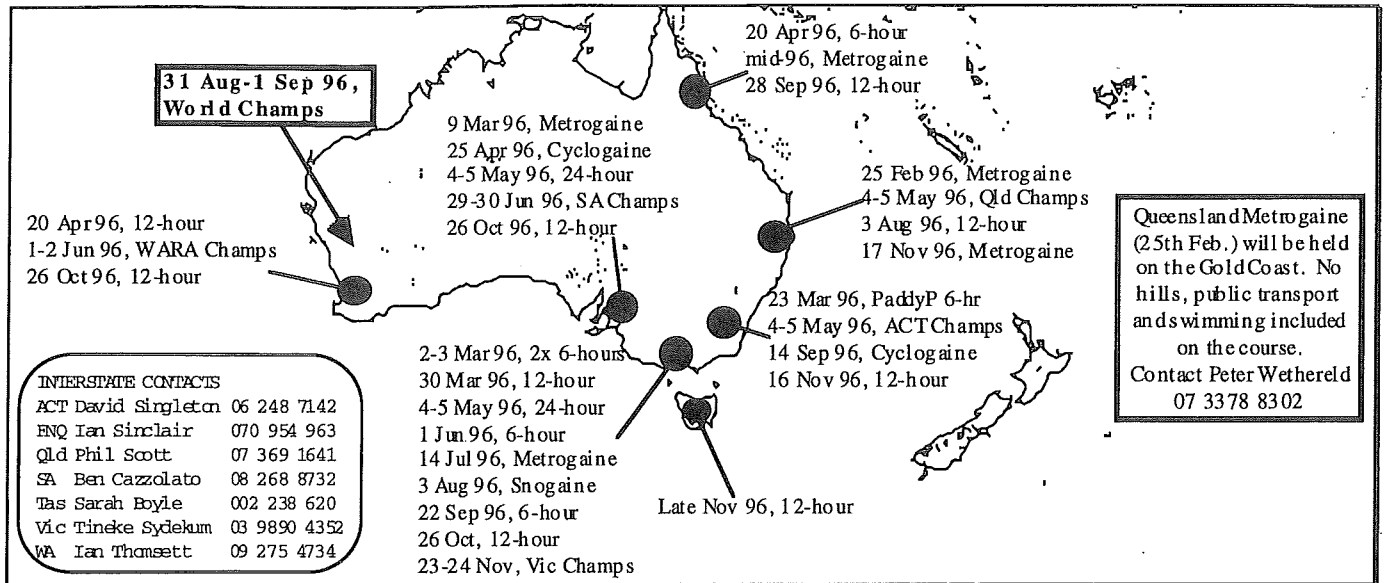 20 Apr 96, 6-hour
mid-96, Metrogaine
28 Sep 96, 12-hour
31 Aug-1 Sep 96,
World Champs
9 Mar 96, Metrogaine
25 Apr 96, Cyclogaine
4-5 May 96, 24-hour
29-30 Jun 96, SA Champs
26 Oct 96, 12-hour
25 Feb 96, Metrogaine
4-5 May 96, Qld Champs
3 Aug 96, 12-hour
17 Nov 96, Metrogaine
20 Apr 96, 12-hour
1-2 Jun 96, WARA Champs
26 Oct 96, 12-hour
Queensland Metrogaine
(25th Feb.) will be held
on the Gold Coast. No
hills, public transport
and swimming included
on the course.
Contact Peter Wethereld
07 3378 8302
23 Mar 96, PaddyP 6-hr
4-5 May 96, ACT Champs
14 Sep 96, Cyclogaine
16 Nov 96, 12-hour
2-3 Mar 96, 2x 6-hours
30 Mar 96, 12-hour
4-5 May 96, 24-hour
1 Jun 96, 6-hour
14 Jul 96, Metrogaine
3 Aug 96, Snogaine
22 Sep 96, 6-hour
26 Oct, 12-hour
23-24 Nov, Vic Champs
Late Nov 96, 12-hour
INTERSTATE CONTACTS
ACT David Singleton 06 248 7142
FNQ Ian Sinclair 070 954 963
Qld Phil Scott 07 369 1641
SA Ben Cazzolato 08 268 8732
Tas Sarah Boyle 002 238 620
Vic Tineke Sydekum 03 9890 4352
WA Ian Thomsett 09 275 4734